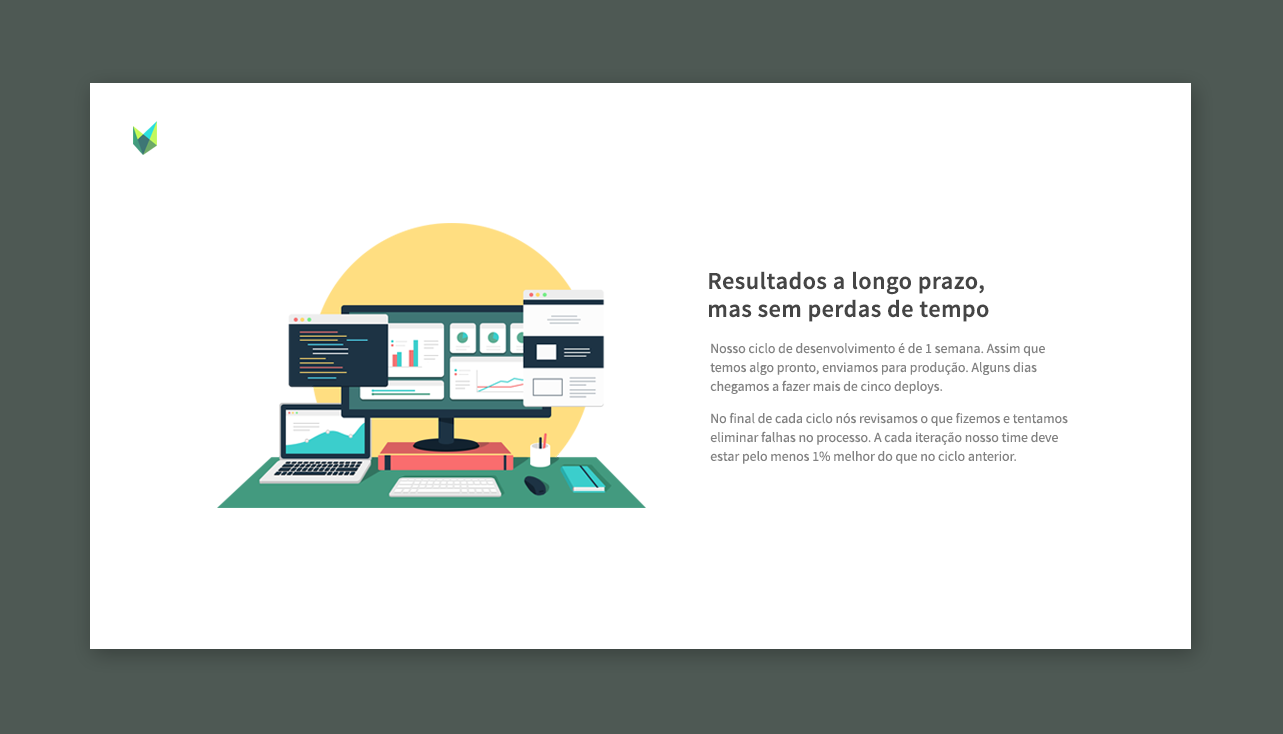 Resultados a longo prazo,
mas sem perdas de tempo
Nosso ciclo de desenvolvimento é de 1 semana. Assim que
temos algo pronto, enviamos para produção. Alguns dias
chegamos a fazer mais de cinco deploys.
No final de cada ciclo nós revisamos o que fizemos e tentamos
eliminar falhas no processo. A cada iteração nosso time deve
estar pelo menos 1% melhor do que no ciclo anterior.